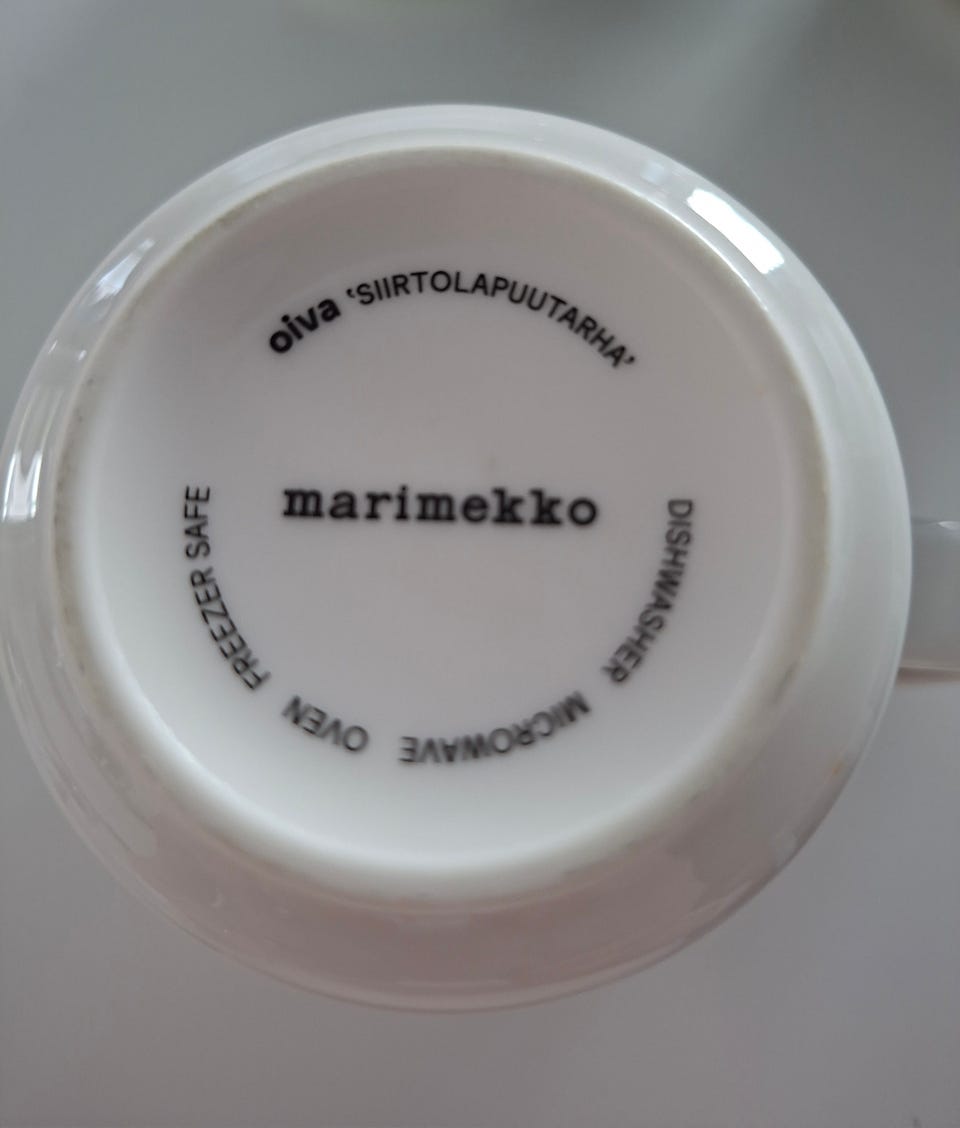 oiva ‘SIIRTOLAPUUTARHA’
marimekko
DISHWASHER MICROWAVE OVEN FREEZER SAFE